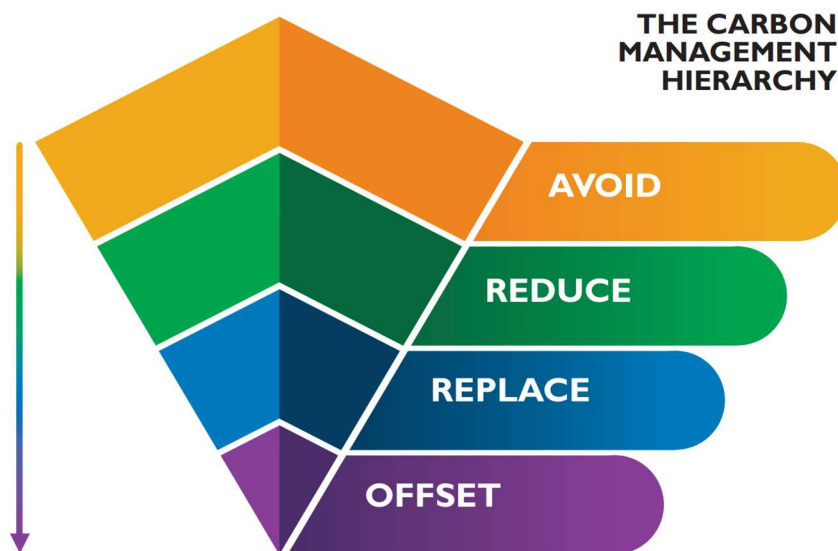 THE CARBON
MANAGEMENT
HIERARCHY
AVOID
REDUCE
REPLACE
OFFSET